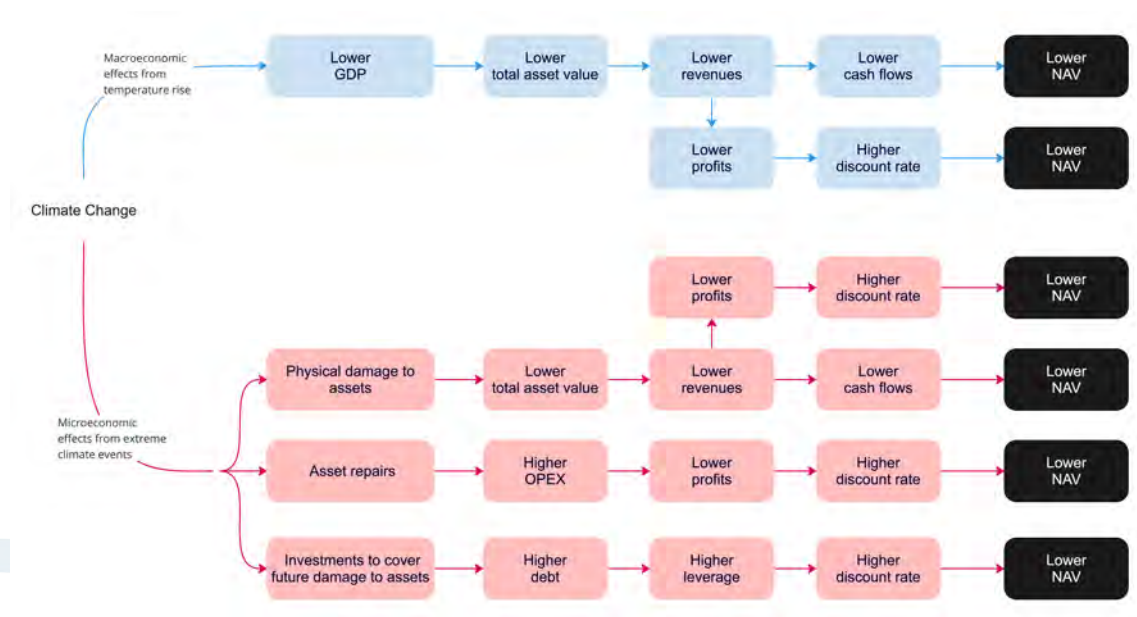 Macroeconomic
effects from
temperature rise
Lower
GDP
Lower
total asset value
Lower
revenues
Lower
cash flows
Lower
NAV
Lower
profits
Higher
discount rate
Lower
NAV
Climate Change
Lower
profits
Higher
discount rate
Lower
NAV
Physical damage to
assets
Lower
total asset value
Lower
revenues
Lower
cash flows
Lower
NAV
Microeconomic
effects from extreme
climate events
Asset repairs
Higher
OPEX
Lower
profits
Higher
discount rate
Lower
NAV
Investments to cover
future damage to assets
Higher
debt
Higher
leverage
Higher
discount rate
Lower
NAV